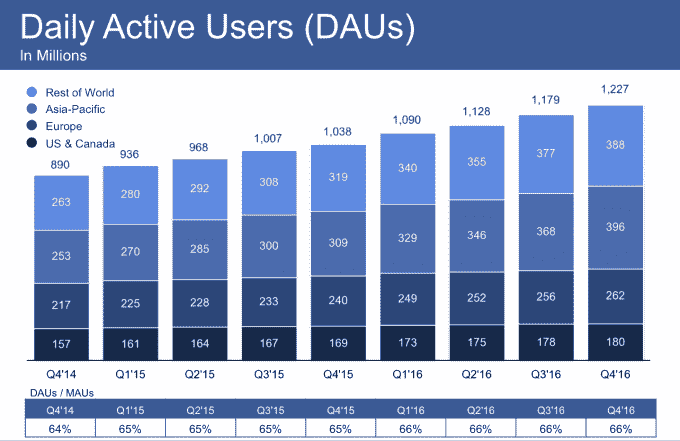 Daily Active Users (DAUs)
In Millions
Rest of World
Asia-Pacific
Europe
US & Canada
890 936 968 1,007 1,038 1,090 1,128 1,179 1,227
263 280 292 308 319 340 355 377 388
253 270 285 300 309 329 346 368 396
217 225 228 233 240 249 252 256 262
157 161 164 167 169 173 175 178 180
Q4'14 Q1'15 Q2'15 Q3'15 Q4'15 Q1'16 Q2'16 Q3'16 Q4'16
DAUs / MAUs
Q4'14 Q1'15 Q2'15 Q3'15 Q4'15 Q1'16 Q2'16 Q3'16 Q4'16
64% 65% 65% 65% 65% 66% 66% 66% 66%